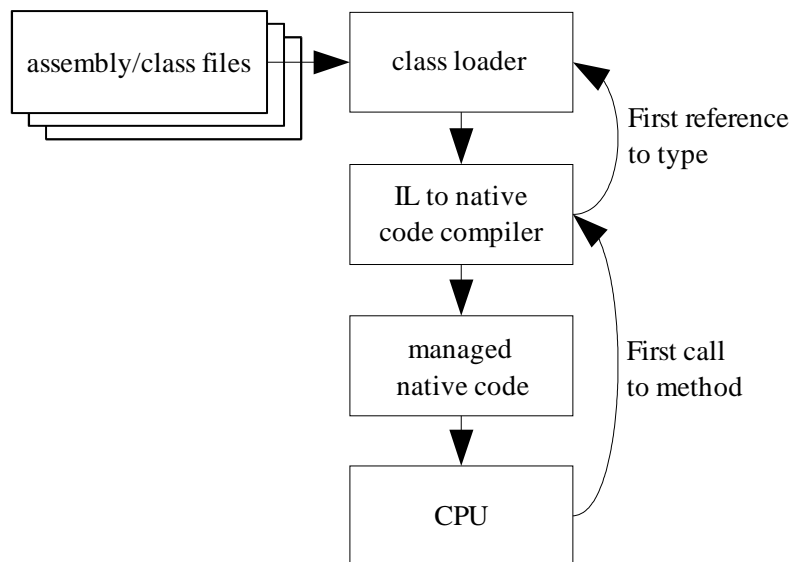 assembly/class files
class loader
First reference
to type
IL to native
code compiler
managed
native code
First call
to method
CPU